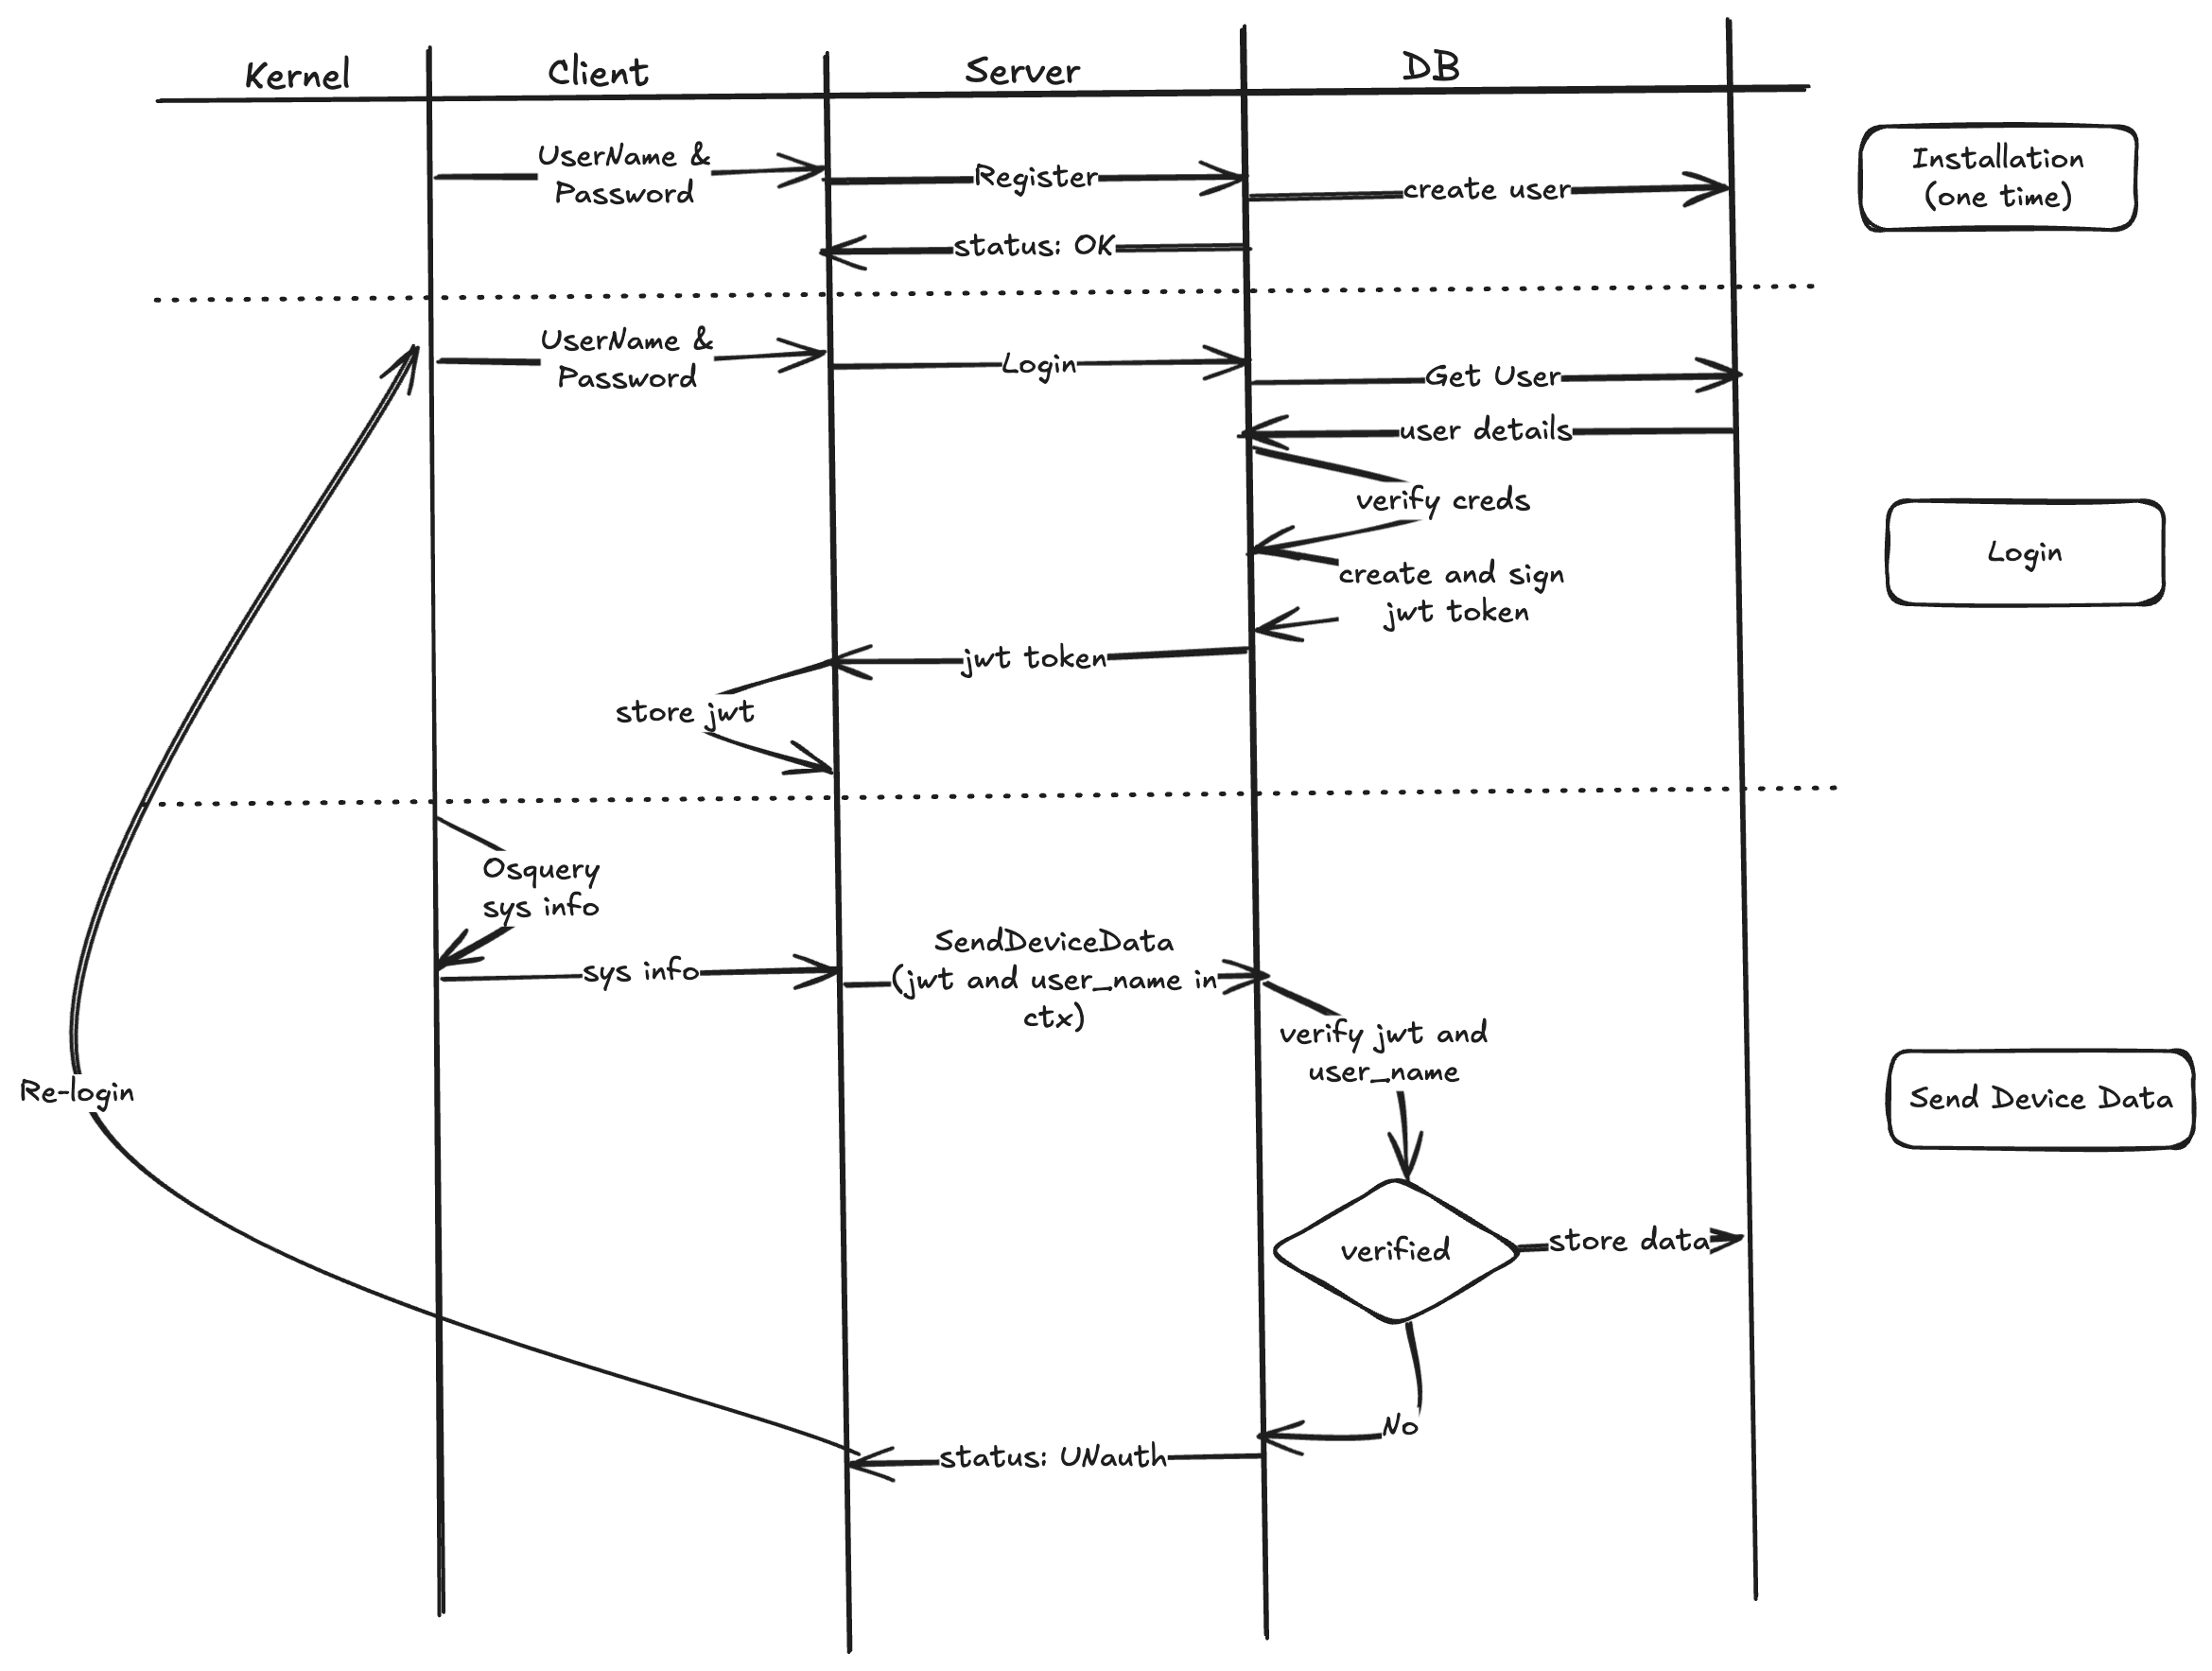 Kernel
Client
Server
DB
UserName &
Password
Register
create user
Installation
(one time)
status: OK
UserName &
Password
Login
Get User
user details
verify creds
Login
create and sign
jwt token
jwt token
store jwt
Osquery
sys info
sys info
SendDeviceData
(jwt and user_name in
ctx)
verify jwt and
user_name
Re-login
Send Device Data
verified
store data
No
status: UNauth